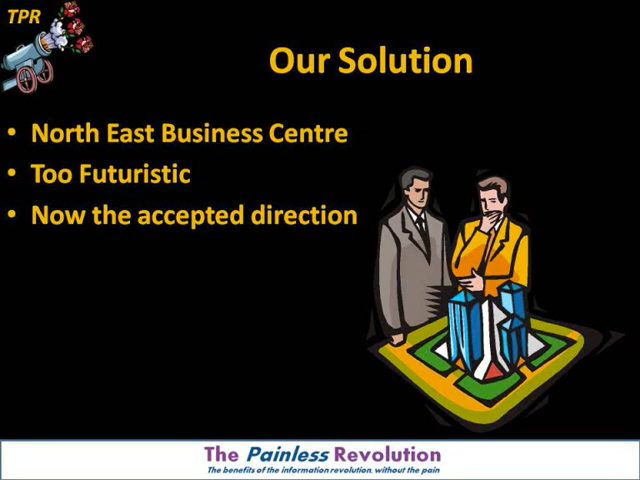 TPR
Our Solution
• North East Business Centre
• Too Futuristic
• Now the accepted direction
The Painless Revolution
The benefits of the information revolution, without the pain